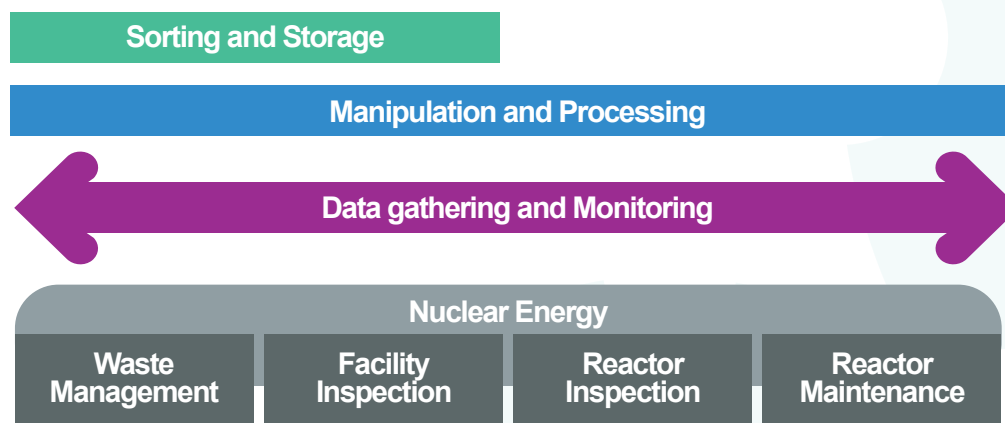 Sorting and Storage
Manipulation and Processing
Data gathering and Monitoring
Nuclear Energy
Waste
Management
Facility
Inspection
Reactor
Inspection
Reactor
Maintenance